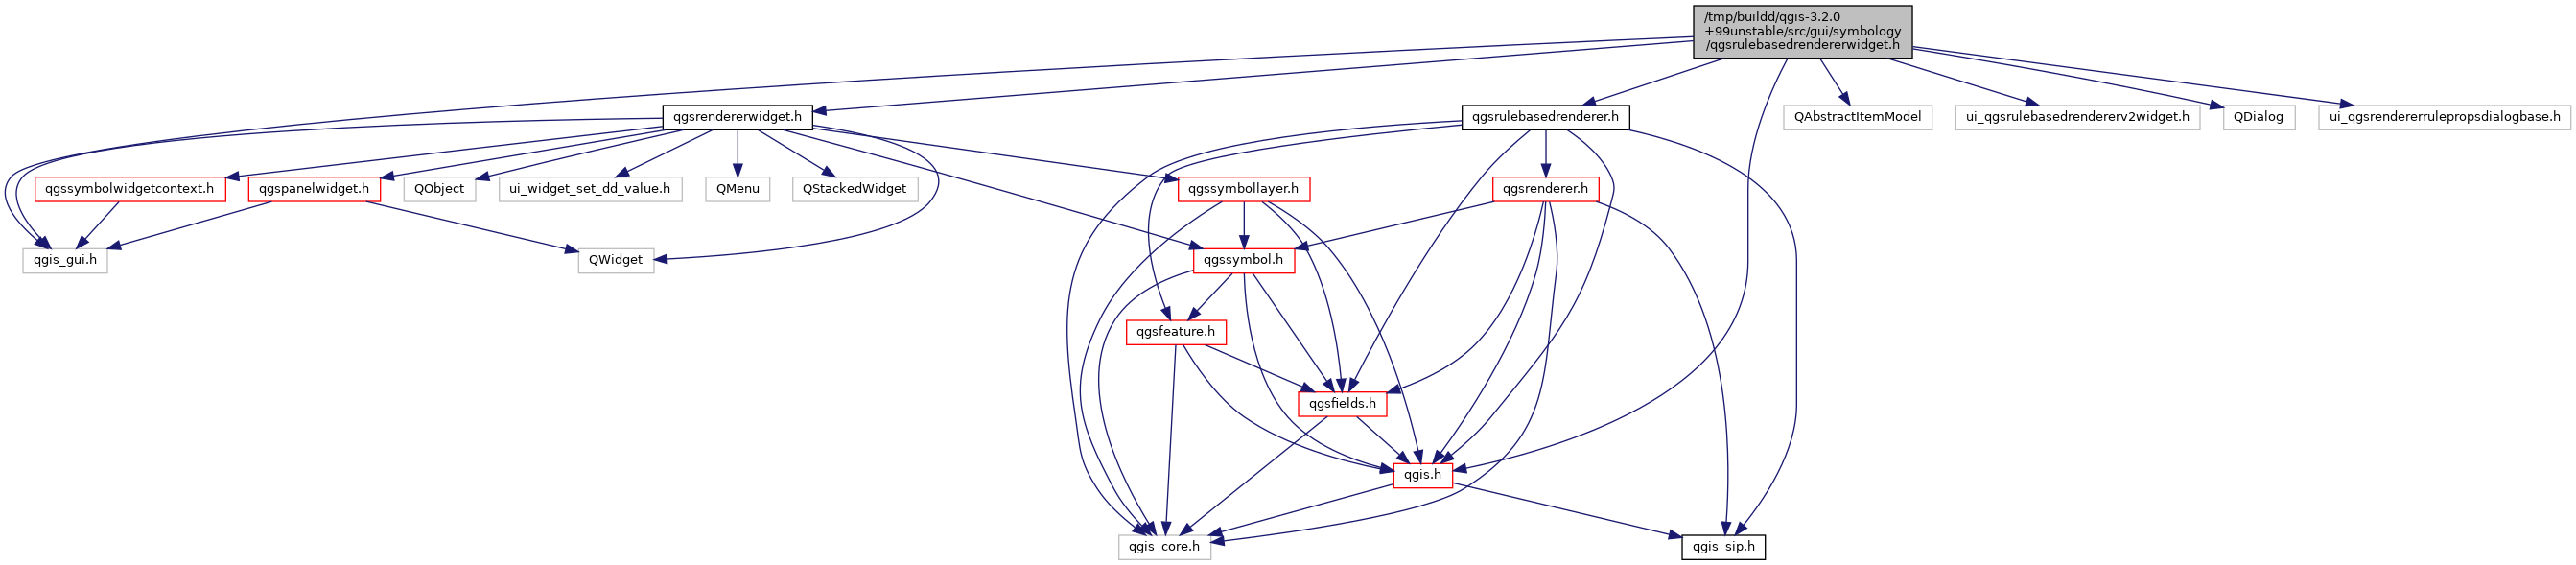 /tmp/buildd/qgis-3.2.0
+99unstable/src/gui/symbology
/qgsrulebasedrendererwidget.h
qgsrendererwidget.h
qgsrulebasedrenderer.h
QAbstractItemModel
ui_qgsrulebasedrendererv2widget.h
QDialog
ui_qgsrendererrulepropsdialogbase.h
qgssymbolwidgetcontext.h
qgspanelwidget.h
QObject
ui_widget_set_dd_value.h
QMenu
QStackedWidget
qgssymbollayer.h
qgsrenderer.h
qgis_gui.h
QWidget
qgssymbol.h
qgsfeature.h
qgsfields.h
qgis.h
qgis_core.h
qgis_sip.h